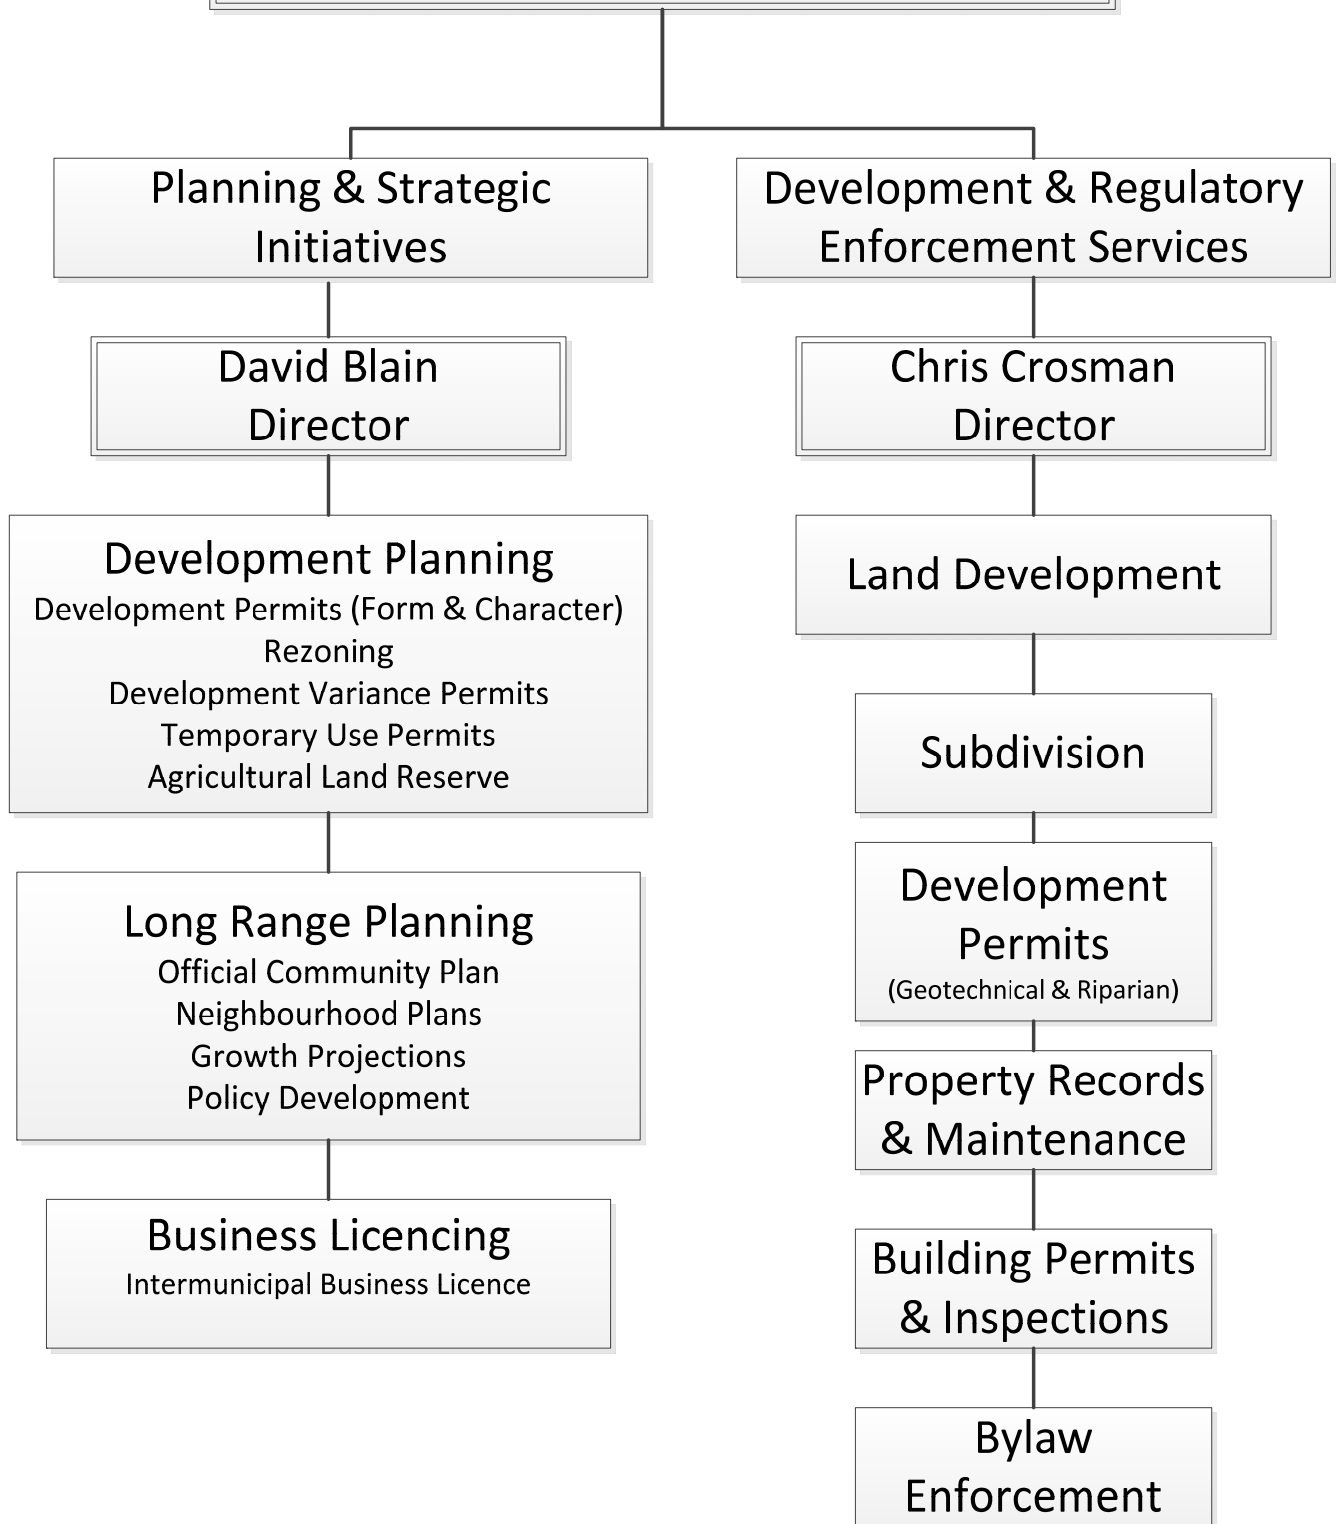 Planning & Strategic
Initiatives
David Blain
Director
Development Planning
Development Permits (Form & Character)
Rezoning
Development Variance Permits
Temporary Use Permits
Agricultural Land Reserve
Long Range Planning
Official Community Plan
Neighbourhood Plans
Growth Projections
Policy Development
Business Licencing
Intermunicipal Business Licence
Development & Regulatory
Enforcement Services
Chris Crosman
Director
Land Development
Subdivision
Development
Permits
(Geotechnical & Riparian)
Property Records
& Maintenance
Building Permits
& Inspections
Bylaw
Enforcement